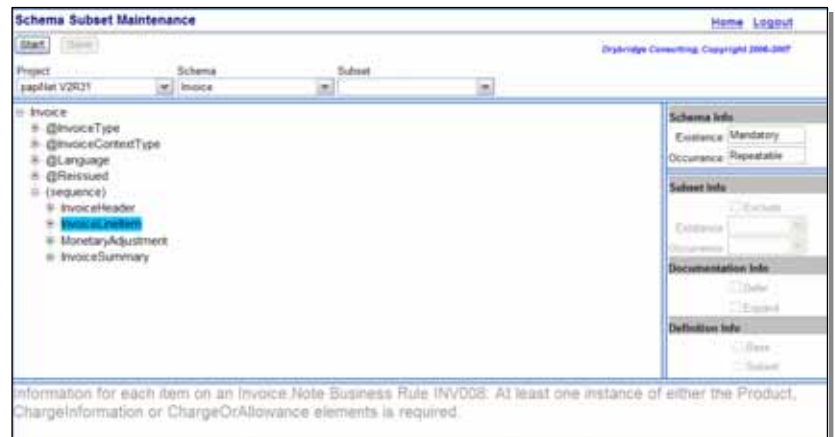 Schema Subset Maintenance
Home Logout
Start Save
Drybridge Consulting, Copyright 2006-2007
Project Schema Subset
papiNet V2R31 Invoice
Invoice
@InvoiceType
@InvoiceContextType
@Language
@Reissued
(sequence)
InvoiceHeader
InvoiceLineItem
MonetaryAdjustment
InvoiceSummary
Schema Info
Existence Mandatory
Occurrence Repeatable
Subset Info
Exclude
Existence
Occurrence
Documentation Info
Defer
Expand
Definition Info
Base
Subset
Information for each item on an Invoice.Note Business Rule INV008: At least one instance of either the Product,
ChargeInformation or ChargeOrAllowance elements is required.